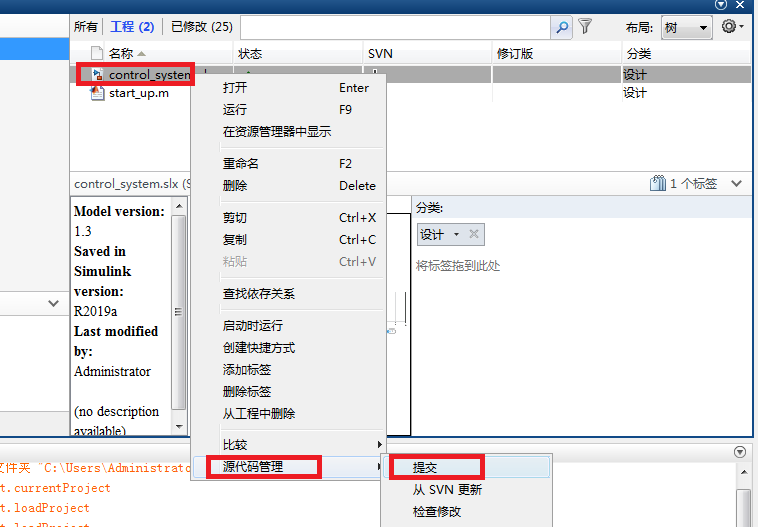 所有 工程 (2) 已修改 (25) 布局: 树
名称 状态 SVN 修订版 分类
control_system 设计
start_up.m 设计
打开 Enter
运行 F9
在资源管理器中显示
重命名 F2
删除 Delete
剪切 Ctrl+X
复制 Ctrl+C
粘贴 Ctrl+V
查找依存关系
启动时运行
创建快捷方式
添加标签
删除标签
从工程中删除
比较
源代码管理
提交
从 SVN 更新
检查修改
control_system.slx
1 个标签
Model version:
1.3
Saved in
Simulink
version:
R2019a
Last modified
by:
Administrator
(no description
available)
分类:
设计
将标签拖到此处
文件夹 "C:\Users\Administrato
t.currentProject
t.loadProject
t.loadProject